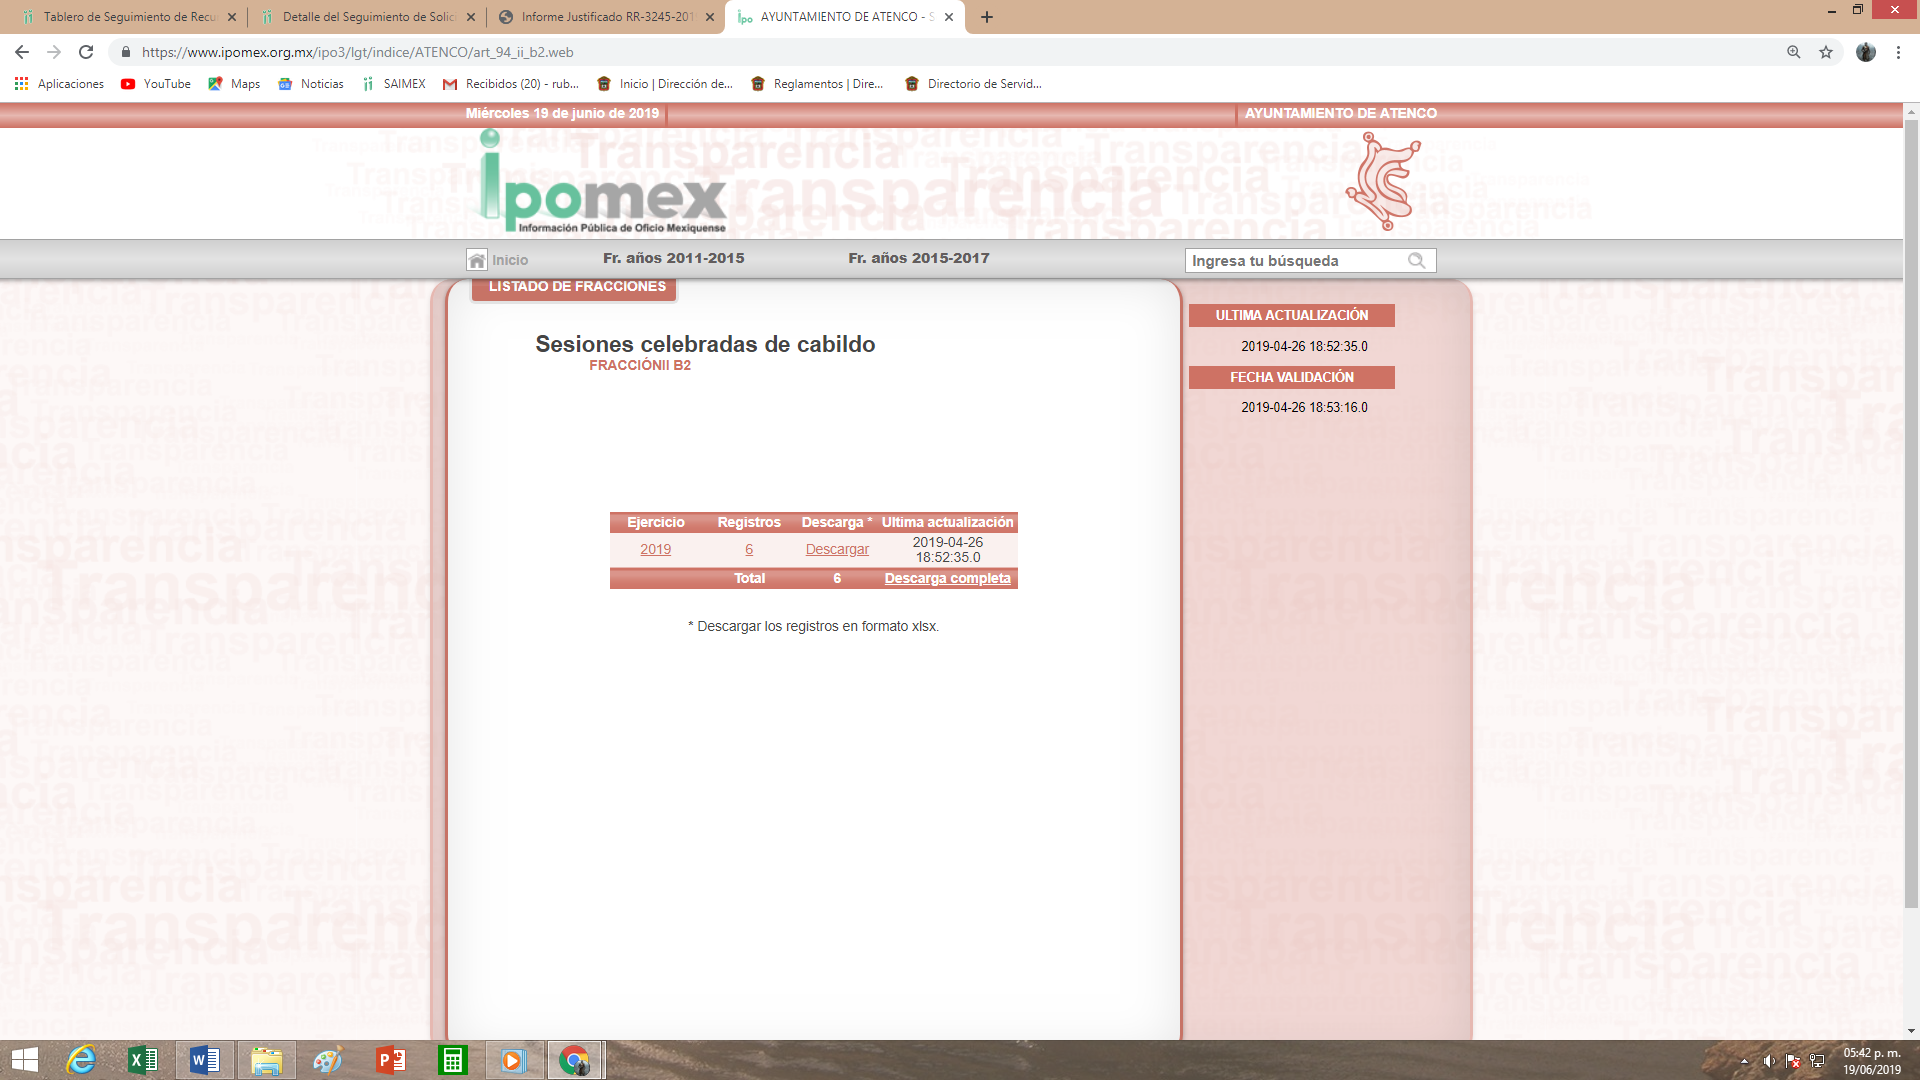 Tablero de Seguimiento de Recu
Detalle del Seguimiento de Solici
Informe Justificado RR-3245-201
AYUNTAMIENTO DE ATENCO - S
https://www.ipomex.org.mx/ipo3/lgt/indice/ATENCO/art_94_ii_b2.web
Aplicaciones
YouTube
Maps
Noticias
SAIMEX
Recibidos (20) - rub...
Inicio | Dirección de...
Reglamentos | Dire...
Directorio de Servid...
Miércoles 19 de junio de 2019
AYUNTAMIENTO DE ATENCO
ipomex
Información Pública de Oficio Mexiquense
Inicio
Fr. años 2011-2015
Fr. años 2015-2017
Ingresa tu búsqueda
LISTADO DE FRACCIONES
Sesiones celebradas de cabildo
FRACCIÓNII B2
ULTIMA ACTUALIZACIÓN
2019-04-26 18:52:35.0
FECHA VALIDACIÓN
2019-04-26 18:53:16.0
Ejercicio Registros Descarga * Ultima actualización
2019 6 Descargar 2019-04-26
18:52:35.0
Total 6 Descarga completa
* Descargar los registros en formato xlsx.
05:42 p. m.
19/06/2019